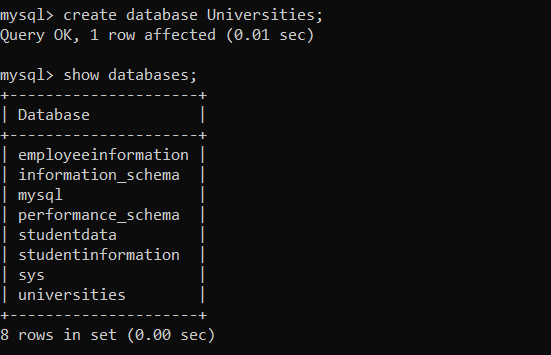 mysql> create database Universities;
Query OK, 1 row affected (0.01 sec)
mysql> show databases;
+---------------------+
| Database            |
+---------------------+
| employeeinformation |
| information_schema  |
| mysql               |
| performance_schema  |
| studentdata         |
| studentinformation  |
| sys                 |
| universities        |
+---------------------+
8 rows in set (0.00 sec)